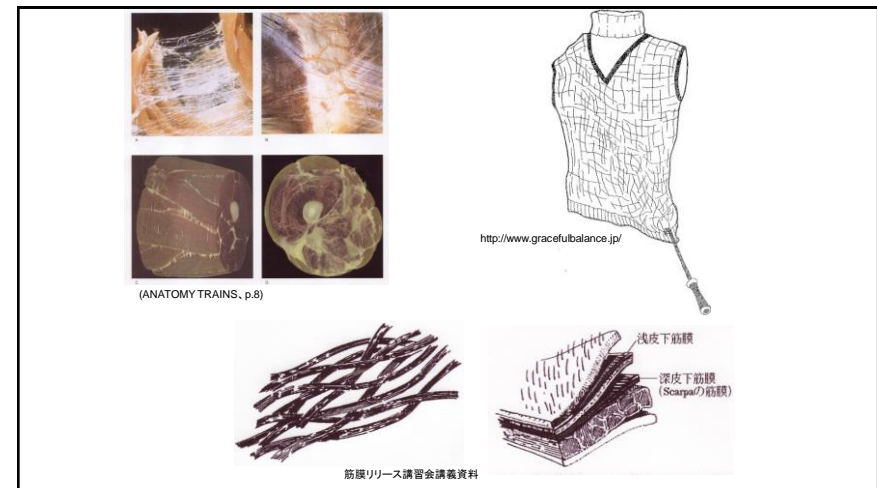 A
B
C
D
(ANATOMY TRAINS、p.8)
http://www.gracefulbalance.jp/
浅皮下筋膜
深皮下筋膜
(Scarpaの筋膜)
筋膜リリース講習会講義資料